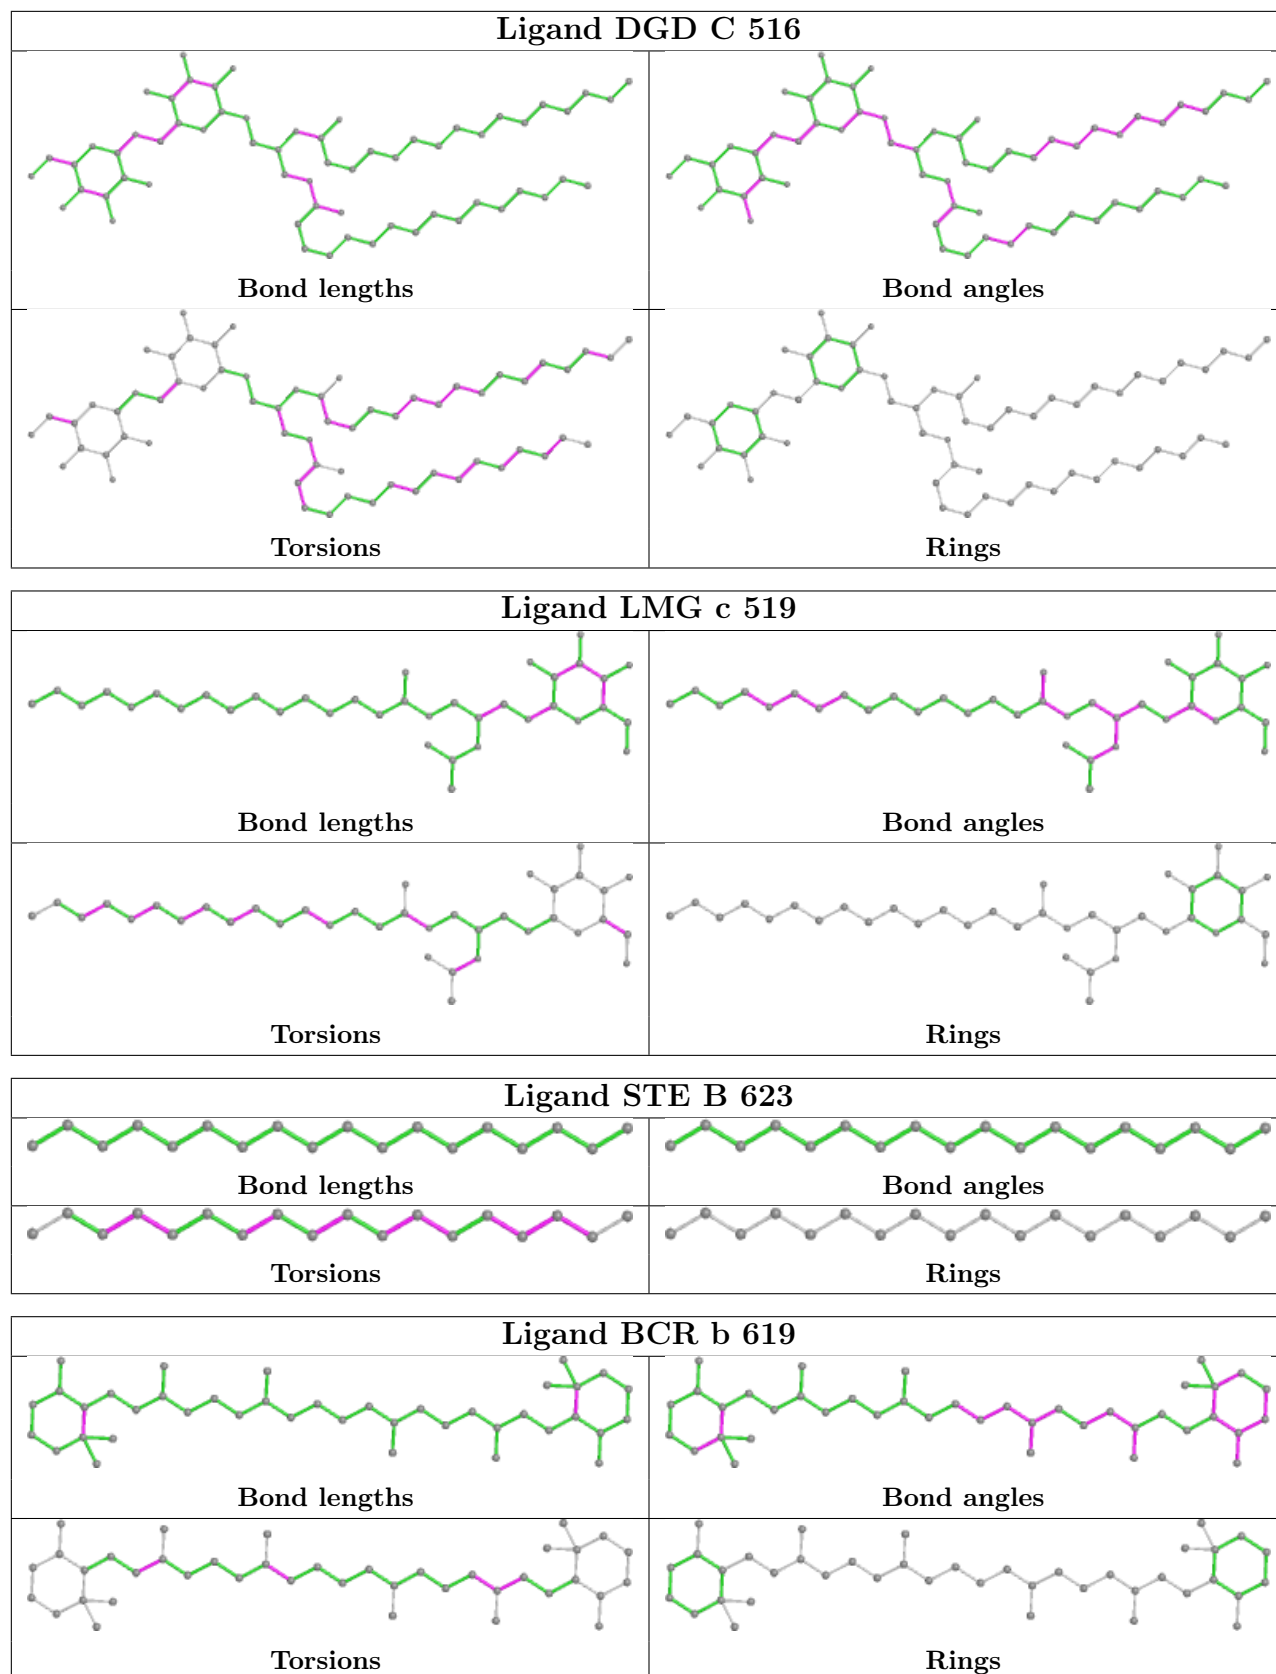 Ligand DGD C 516
Bond lengths
Bond angles
Torsions
Rings
Ligand LMG c 519
Bond lengths
Bond angles
Torsions
Rings
Ligand STE B 623
Bond lengths
Bond angles
Torsions
Rings
Ligand BCR b 619
Bond lengths
Bond angles
Torsions
Rings